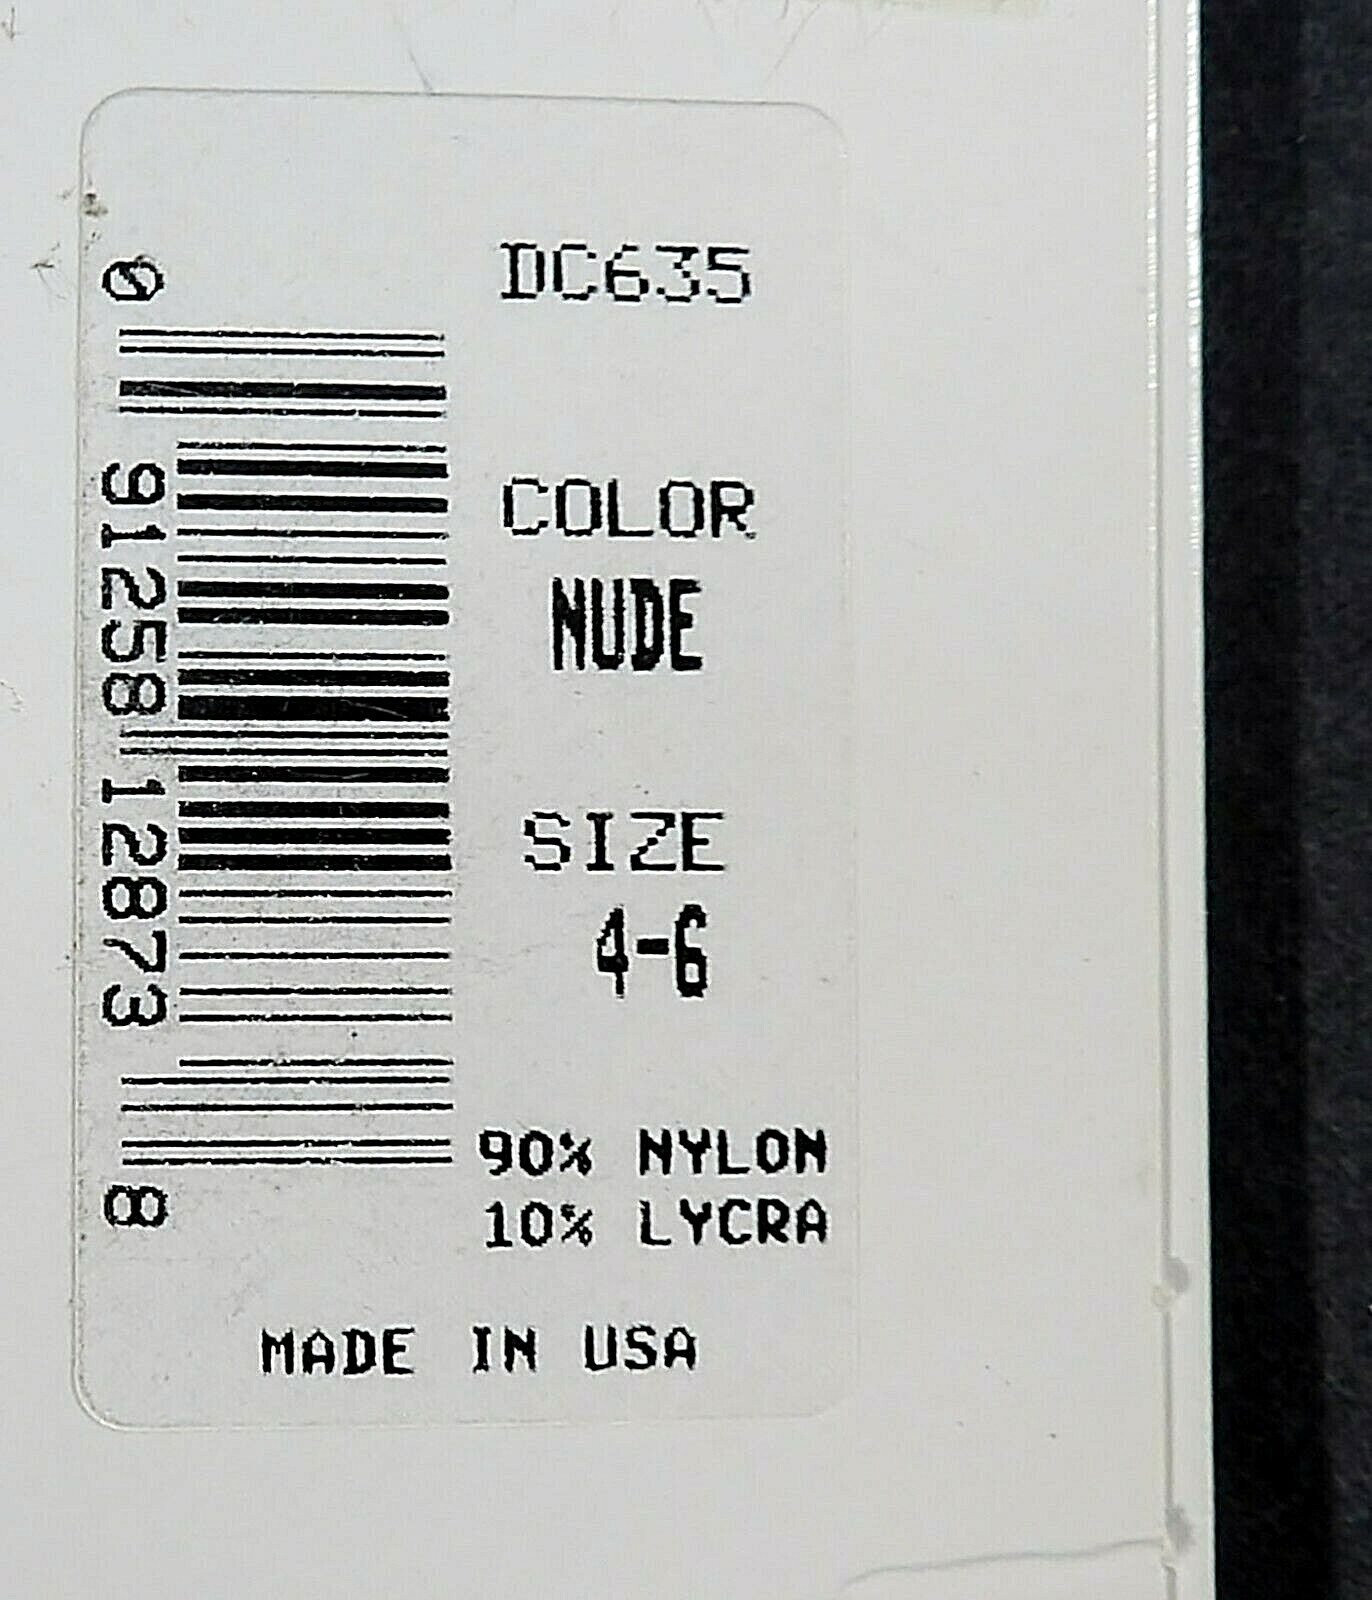 DC635
COLOR
NUDE
SIZE
4-6
90% NYLON
10% LYCRA
MADE IN USA
0 91258 12873 8